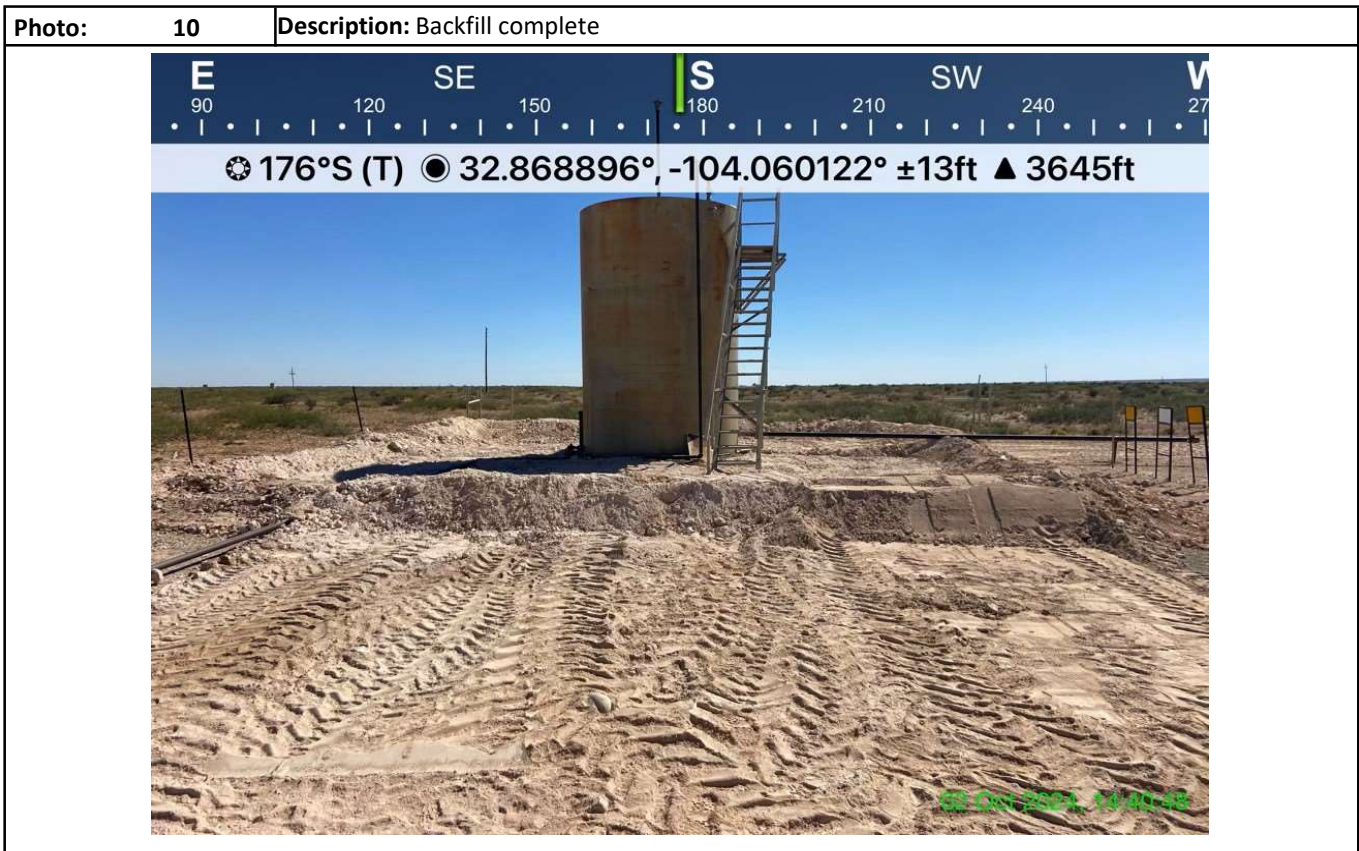 Photo: 10 Description: Backfill complete
E SE S SW W
90 120 150 180 210 240 27
176°S (T) 32.868896°, -104.060122° ±13ft ▲ 3645ft
02 Oct 2024, 14:40:48